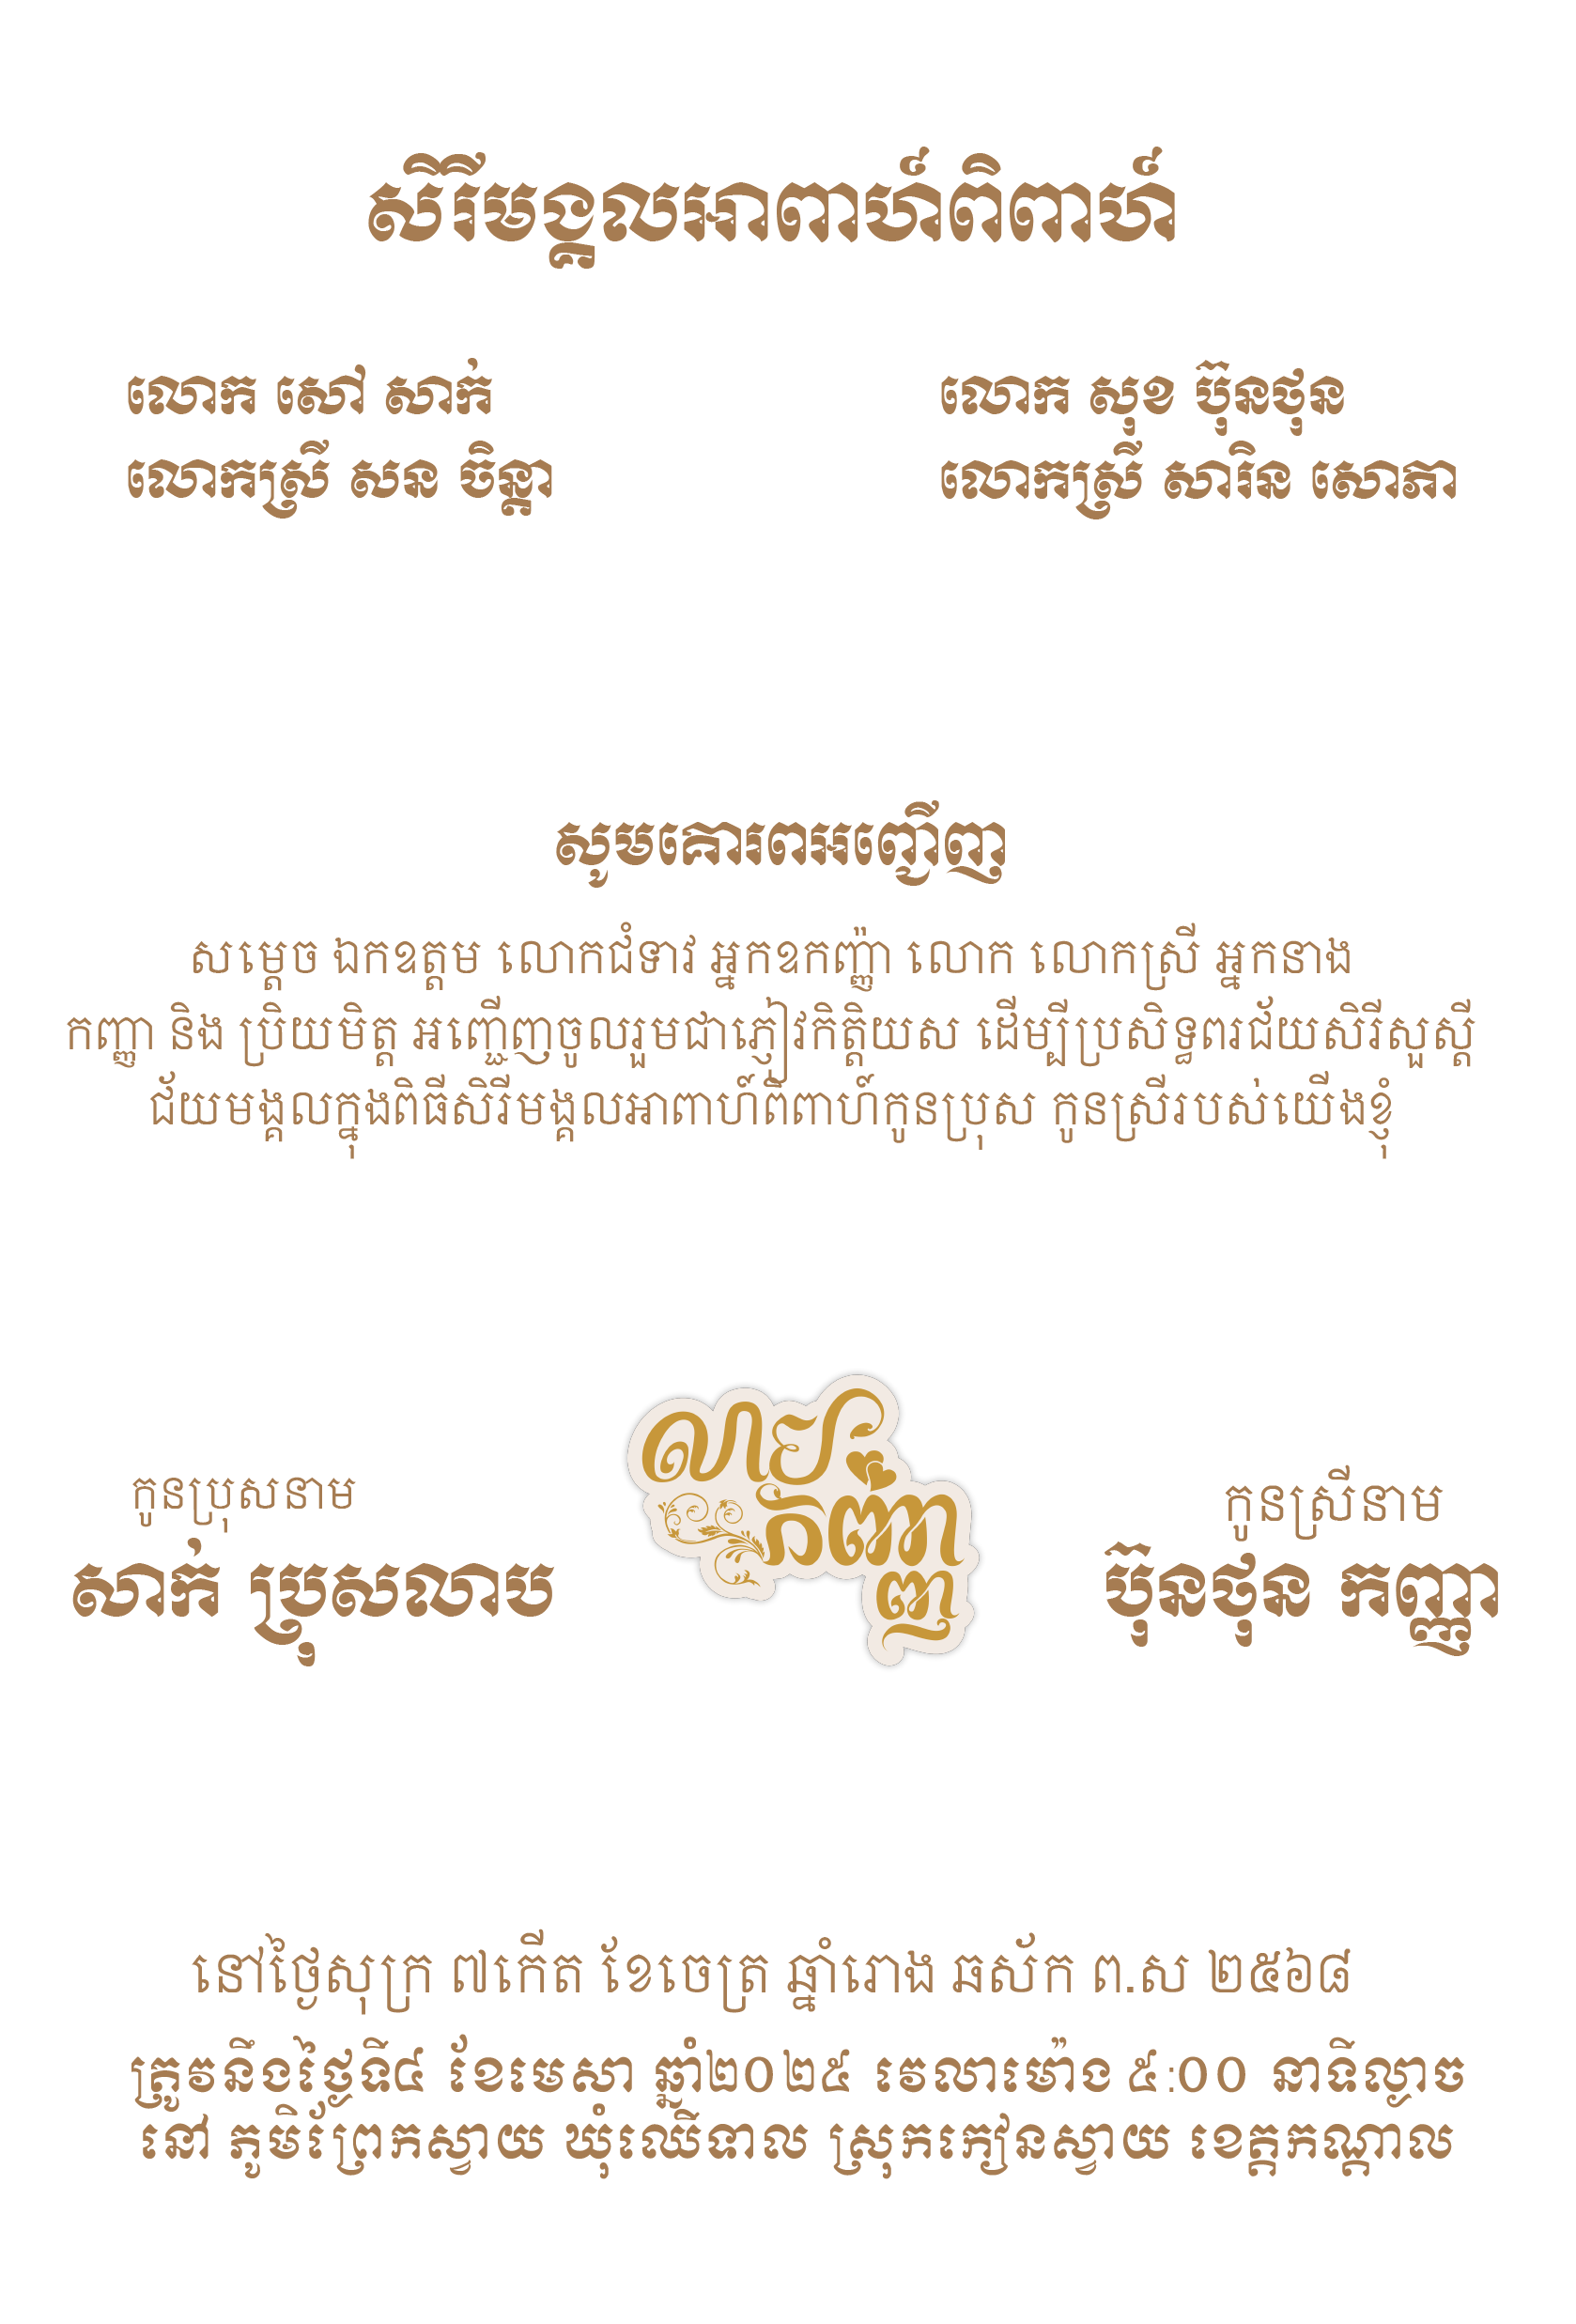 សិរីមង្គលអាពាហ៍ពិពាហ៍
លោក សៅ សាក់
លោកស្រី សន ចិន្តា
លោក សុខ ប៊ុនថុន
លោកស្រី សារិន សោភា
សូមគោរពអញ្ជើញ
សម្តេច ឯកឧត្តម លោកជំទាវ អ្នកឧកញ៉ា លោក លោកស្រី អ្នកនាង
កញ្ញា និង ប្រិយមិត្ត អញ្ជើញចូលរួមជាភ្ញៀវកិត្តិយស ដើម្បីប្រសិទ្ធពរជ័យសិរីសួស្តី
ជ័យមង្គលក្នុងពិធីសិរីមង្គលអាពាហ៍ពិពាហ៍កូនប្រុស កូនស្រីរបស់យើងខ្ញុំ
កូនប្រុសនាម
សាក់ ប្រុសលាប
កូនស្រីនាម
ប៊ុនថុន កញ្ញា
នៅថ្ងៃសុក្រ ៧កើត ខែចេត្រ ឆ្នាំរោង ឆស័ក ព.ស ២៥៦៨
ត្រូវនឹងថ្ងៃទី៤ ខែមេសា ឆ្នាំ២០២៥ វេលាម៉ោង ៥:០០ នាទីល្ងាច
នៅ ភូមិព្រែកស្វាយ ឃុំឈើទាល ស្រុកកៀនស្វាយ ខេត្តកណ្តាល